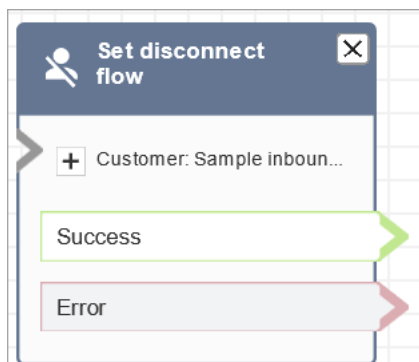 Set disconnect
flow
Customer: Sample inboun...
Success
Error